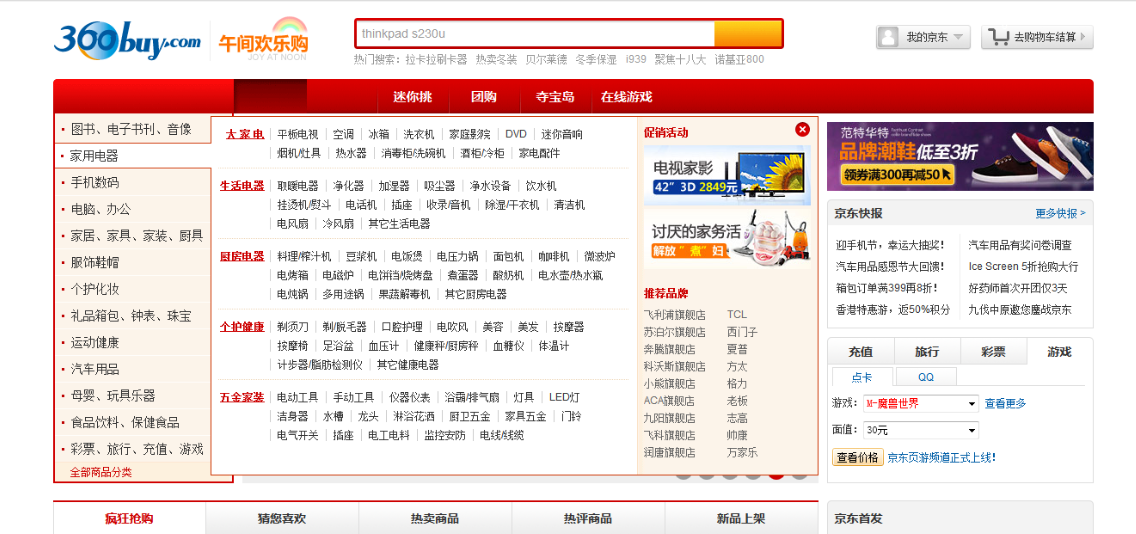 360buy.com
午间欢乐购
JOY AT NOON
thinkpad s230u
热门搜索: 拉卡拉刷卡器 热卖冬装 贝尔莱德 冬季保湿 i939 聚焦十八大 诺基亚800
我的京东
去购物车结算
迷你挑 团购 夺宝岛 在线游戏
图书、电子书刊、音像
家用电器
手机数码
电脑、办公
家居、家具、家装、厨具
服饰鞋帽
个护化妆
礼品箱包、钟表、珠宝
运动健康
汽车用品
母婴、玩具乐器
食品饮料、保健食品
彩票、旅行、充值、游戏
全部商品分类
大家电 平板电视 空调 冰箱 洗衣机 家庭影院 DVD 迷你音响
烟机/灶具 热水器 消毒柜/洗碗机 酒柜/冷柜 家电配件
生活电器 取暖电器 净化器 加湿器 吸尘器 净水设备 饮水机
挂烫机/熨斗 电话机 插座 收录/音机 除湿/干衣机 清洁机
电风扇 冷风扇 其它生活电器
厨房电器 料理/榨汁机 豆浆机 电饭煲 电压力锅 面包机 咖啡机 微波炉
电烤箱 电磁炉 电饼铛/烧烤盘 煮蛋器 酸奶机 电水壶/热水瓶
电炖锅 多用途锅 果蔬解毒机 其它厨房电器
个护健康 剃须刀 剃/脱毛器 口腔护理 电吹风 美容 美发 按摩器
按摩椅 足浴盆 血压计 健康秤/厨房秤 血糖仪 体温计
计步器/脂肪检测仪 其它健康电器
五金家装 电动工具 手动工具 仪器仪表 浴霸/排气扇 灯具 LED灯
洁身器 水槽 龙头 淋浴花洒 厨卫五金 家具五金 门铃
电气开关 插座 电工电料 监控安防 电线/线缆
促销活动
电视家影
42" 3D 2849元
讨厌的家务活
解放“煮”妇
推荐品牌
飞利浦旗舰店 TCL
苏泊尔旗舰店 西门子
奔腾旗舰店 夏普
科沃斯旗舰店 方太
小熊旗舰店 格力
ACA旗舰店 老板
九阳旗舰店 志高
飞科旗舰店 帅康
润唐旗舰店 万家乐
范特华特
品牌潮鞋低至3折
领券满300再减50
京东快报 更多快报 >
迎手机节，幸运大抽奖! 汽车用品有奖问卷调查
汽车用品感恩节大回馈! Ice Screen 5折抢购大行
箱包订单满399再8折! 好药师首次开团仅3天
香港特惠游，返50%积分 九伐中原邀您鏖战京东
充值 旅行 彩票 游戏
点卡 QQ
游戏: M-魔兽世界 查看更多
面值: 30元
查看价格 京东页游频道正式上线!
疯狂抢购 猜您喜欢 热卖商品 热评商品 新品上架
京东首发